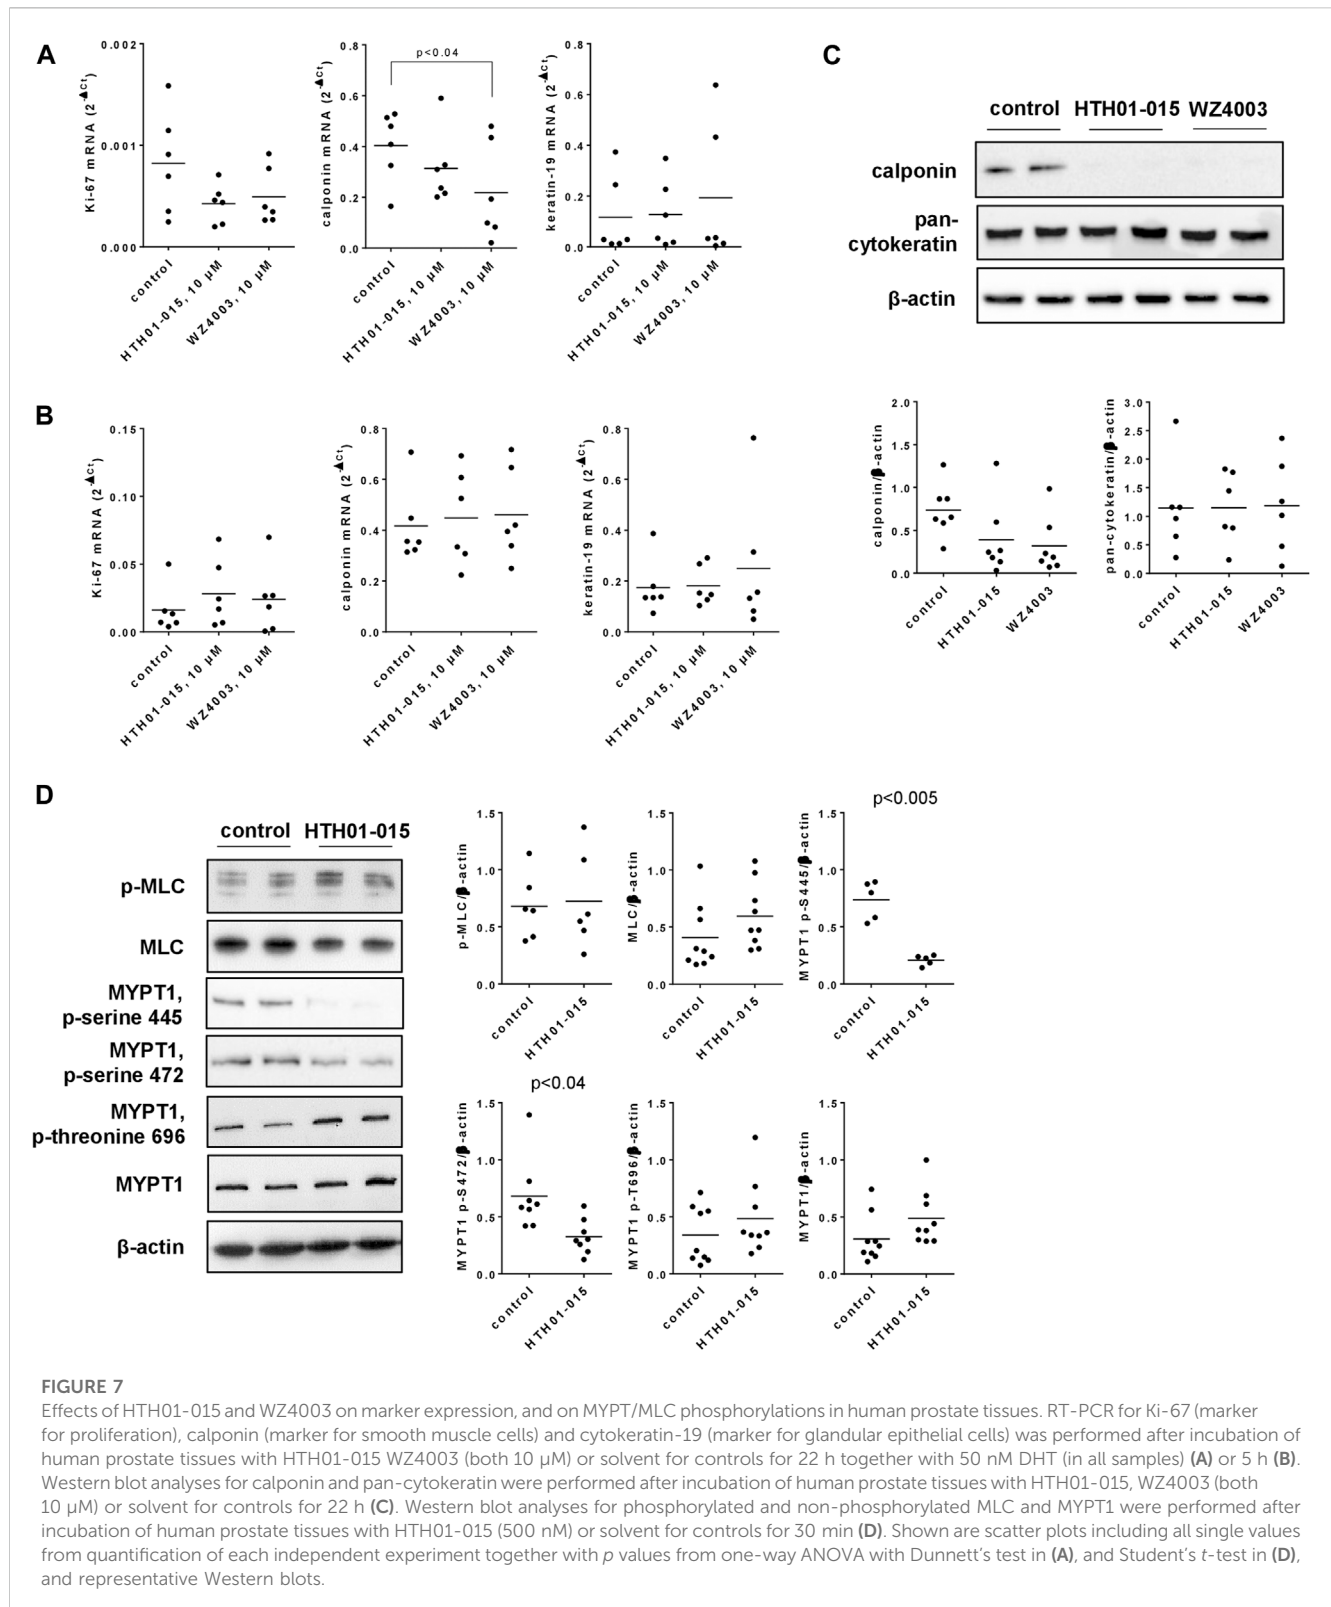 A
Ki-67 mRNA (2-ΔCt)
0.002
0.001
0.000
control
HTH01-015, 10 µM
WZ4003, 10 µM
calponin mRNA (2-ΔCt)
0.8
0.6
0.4
0.2
0.0
p<0.04
control
HTH01-015, 10 µM
WZ4003, 10 µM
keratin-19 mRNA (2-ΔCt)
0.8
0.6
0.4
0.2
0.0
control
HTH01-015, 10 µM
WZ4003, 10 µM
B
Ki-67 mRNA (2-ΔCt)
0.15
0.10
0.05
0.00
control
HTH01-015, 10 µM
WZ4003, 10 µM
calponin mRNA (2-ΔCt)
0.8
0.6
0.4
0.2
0.0
control
HTH01-015, 10 µM
WZ4003, 10 µM
keratin-19 mRNA (2-ΔCt)
0.8
0.6
0.4
0.2
0.0
control
HTH01-015, 10 µM
WZ4003, 10 µM
C
control HTH01-015 WZ4003
calponin
pan-
cytokeratin
β-actin
calponin/β-actin
2.0
1.5
1.0
0.5
0.0
control
HTH01-015
WZ4003
pan-cytokeratin/β-actin
3.0
2.5
2.0
1.5
1.0
0.5
0.0
control
HTH01-015
WZ4003
D
control HTH01-015
p-MLC
MLC
MYPT1,
p-serine 445
MYPT1,
p-serine 472
MYPT1,
p-threonine 696
MYPT1
β-actin
p-MLC/β-actin
1.5
1.0
0.5
0.0
control
HTH01-015
MLC/β-actin
1.5
1.0
0.5
0.0
control
HTH01-015
p<0.005
MYPT1 p-S445/β-actin
1.5
1.0
0.5
0.0
control
HTH01-015
p<0.04
MYPT1 p-S472/β-actin
1.5
1.0
0.5
0.0
control
HTH01-015
MYPT1 p-T696/β-actin
1.5
1.0
0.5
0.0
control
HTH01-015
MYPT1/β-actin
1.5
1.0
0.5
0.0
control
HTH01-015
FIGURE 7
Effects of HTH01-015 and WZ4003 on marker expression, and on MYPT/MLC phosphorylations in human prostate tissues. RT-PCR for Ki-67 (marker
for proliferation), calponin (marker for smooth muscle cells) and cytokeratin-19 (marker for glandular epithelial cells) was performed after incubation of
human prostate tissues with HTH01-015 WZ4003 (both 10 µM) or solvent for controls for 22 h together with 50 nM DHT (in all samples) (A) or 5 h (B).
Western blot analyses for calponin and pan-cytokeratin were performed after incubation of human prostate tissues with HTH01-015, WZ4003 (both
10 µM) or solvent for controls for 22 h (C). Western blot analyses for phosphorylated and non-phosphorylated MLC and MYPT1 were performed after
incubation of human prostate tissues with HTH01-015 (500 nM) or solvent for controls for 30 min (D). Shown are scatter plots including all single values
from quantification of each independent experiment together with p values from one-way ANOVA with Dunnett's test in (A), and Student's t-test in (D),
and representative Western blots.